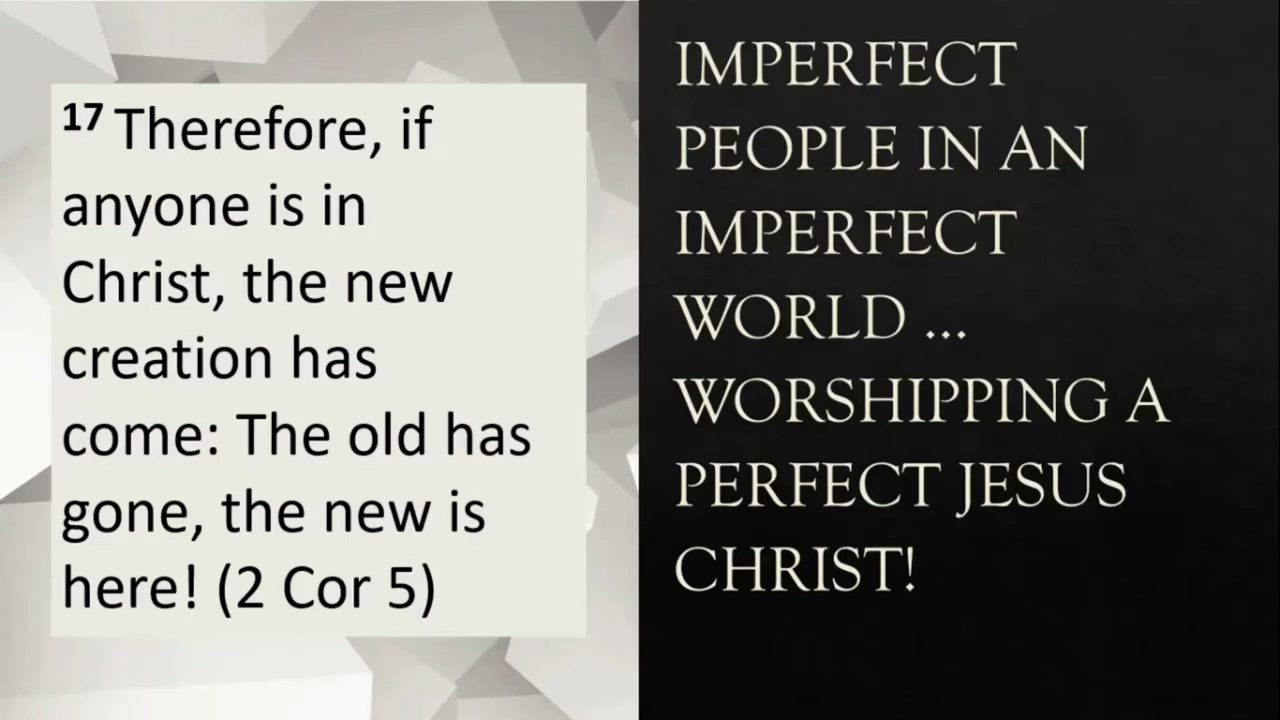 17 Therefore, if
anyone is in
Christ, the new
creation has
come: The old has
gone, the new is
here! (2 Cor 5)
IMPERFECT
PEOPLE IN AN
IMPERFECT
WORLD ...
WORSHIPPING A
PERFECT JESUS
CHRIST!